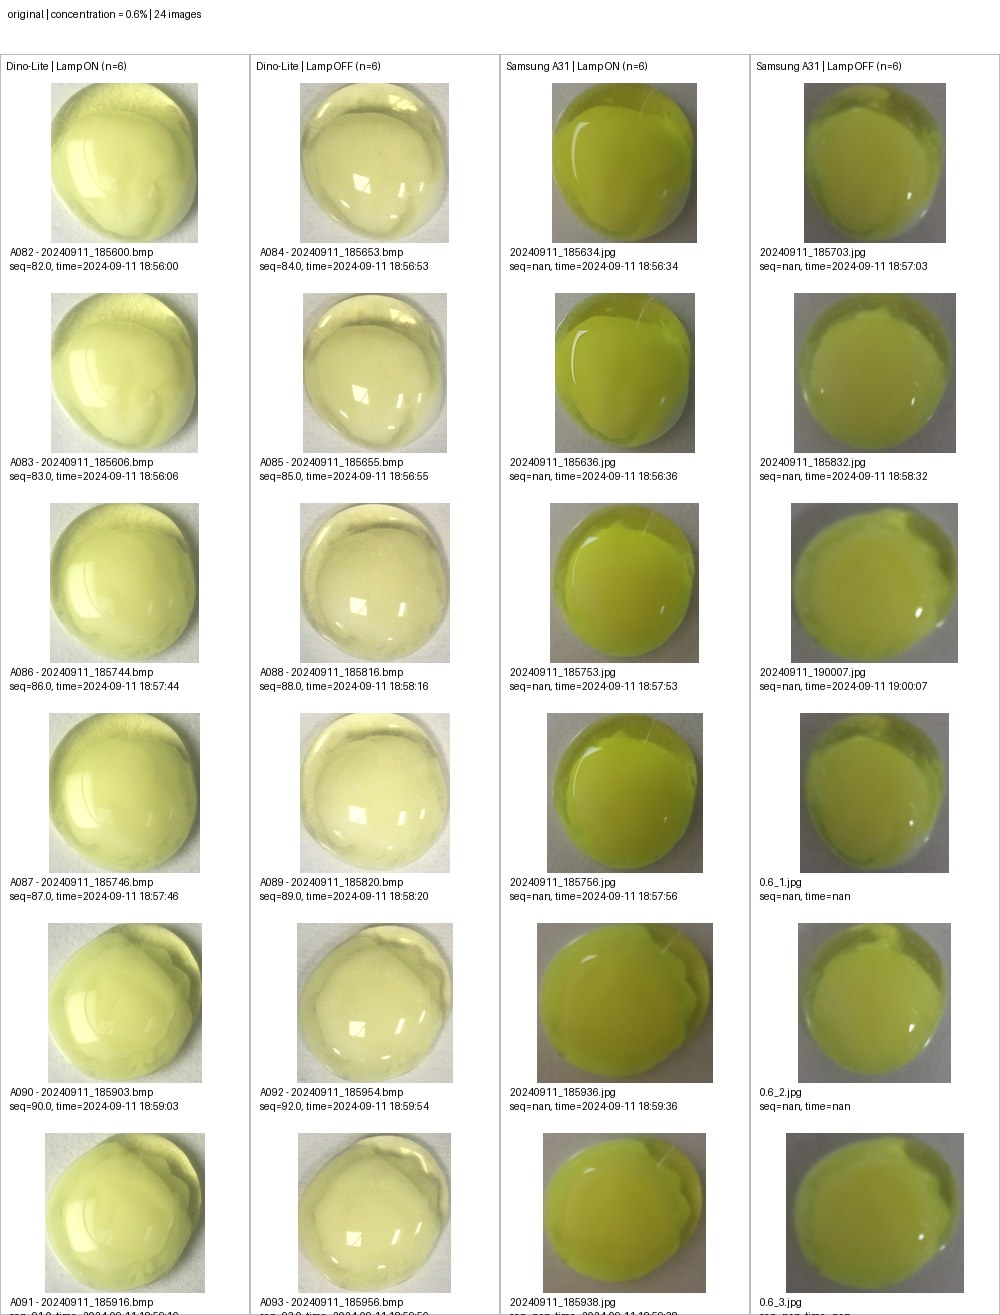 original | concentration = 0.6% | 24 images
Dino-Lite | Lamp ON (n=6)
Dino-Lite | Lamp OFF (n=6)
Samsung A31 | Lamp ON (n=6)
Samsung A31 | Lamp OFF (n=6)
A082 - 20240911_185600.bmp
seq=82.0, time=2024-09-11 18:56:00
A084 - 20240911_185653.bmp
seq=84.0, time=2024-09-11 18:56:53
20240911_185634.jpg
seq=nan, time=2024-09-11 18:56:34
20240911_185703.jpg
seq=nan, time=2024-09-11 18:57:03
A083 - 20240911_185606.bmp
seq=83.0, time=2024-09-11 18:56:06
A085 - 20240911_185655.bmp
seq=85.0, time=2024-09-11 18:56:55
20240911_185636.jpg
seq=nan, time=2024-09-11 18:56:36
20240911_185832.jpg
seq=nan, time=2024-09-11 18:58:32
A086 - 20240911_185744.bmp
seq=86.0, time=2024-09-11 18:57:44
A088 - 20240911_185816.bmp
seq=88.0, time=2024-09-11 18:58:16
20240911_185753.jpg
seq=nan, time=2024-09-11 18:57:53
20240911_190007.jpg
seq=nan, time=2024-09-11 19:00:07
A087 - 20240911_185746.bmp
seq=87.0, time=2024-09-11 18:57:46
A089 - 20240911_185820.bmp
seq=89.0, time=2024-09-11 18:58:20
20240911_185756.jpg
seq=nan, time=2024-09-11 18:57:56
0.6_1.jpg
seq=nan, time=nan
A090 - 20240911_185903.bmp
seq=90.0, time=2024-09-11 18:59:03
A092 - 20240911_185954.bmp
seq=92.0, time=2024-09-11 18:59:54
20240911_185936.jpg
seq=nan, time=2024-09-11 18:59:36
0.6_2.jpg
seq=nan, time=nan
A091 - 20240911_185916.bmp
A093 - 20240911_185956.bmp
20240911_185938.jpg
0.6_3.jpg